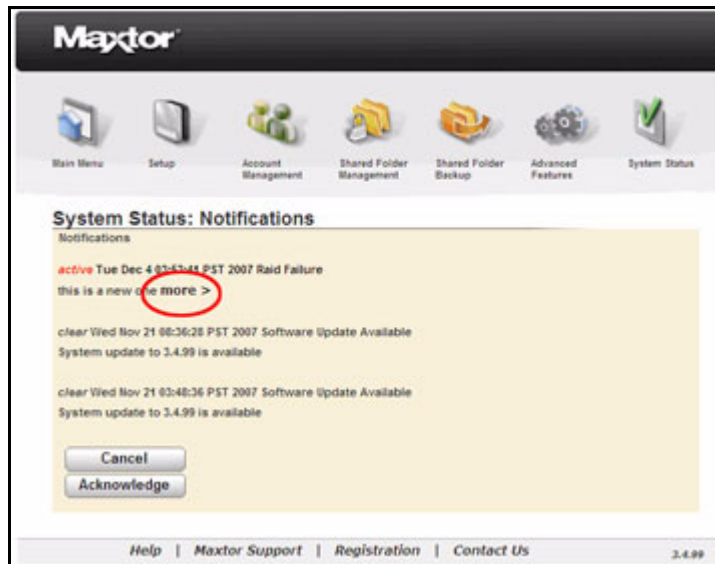 Maxtor
Main Menu
Setup
Account
Management
Shared Folder
Management
Shared Folder
Backup
Advanced
Features
System Status
System Status: Notifications
Notifications
active Tue Dec 4 03:53:41 PST 2007 Raid Failure
this is a new one more >
clear Wed Nov 21 08:36:28 PST 2007 Software Update Available
System update to 3.4.99 is available
clear Wed Nov 21 03:48:36 PST 2007 Software Update Available
System update to 3.4.99 is available
Cancel
Acknowledge
Help | Maxtor Support | Registration | Contact Us
3.4.99